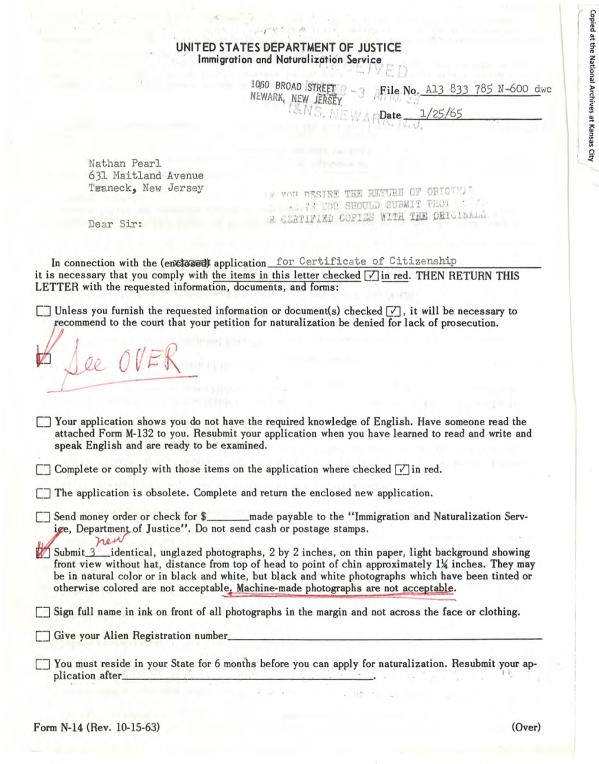 Copied at the National Archives at Kansas City
UNITED STATES DEPARTMENT OF JUSTICE
Immigration and Naturalization Service
RECEIVED
1060 BROAD STREET
NEWARK, NEW JERSEY
I&NS. NEWARK, N.J.
File No. A13 833 785 N-600 dwc
Date 1/25/65
Nathan Pearl
631 Maitland Avenue
Teaneck, New Jersey
YOU DESIRE THE RETURN OF
YOU SHOULD SUBMIT
CERTIFIED COPIES WITH THE ORIGINALS
Dear Sir:
In connection with the (enclosed) application for Certificate of Citizenship
it is necessary that you comply with the items in this letter checked ☑ in red. THEN RETURN THIS
LETTER with the requested information, documents, and forms:
☐ Unless you furnish the requested information or document(s) checked ☑, it will be necessary to
recommend to the court that your petition for naturalization be denied for lack of prosecution.
☑ See OVER
☐ Your application shows you do not have the required knowledge of English. Have someone read the
attached Form M-132 to you. Resubmit your application when you have learned to read and write and
speak English and are ready to be examined.
☐ Complete or comply with those items on the application where checked ☑ in red.
☐ The application is obsolete. Complete and return the enclosed new application.
☐ Send money order or check for $______made payable to the "Immigration and Naturalization Serv-
ice, Department of Justice". Do not send cash or postage stamps.
new
☑ Submit 3 identical, unglazed photographs, 2 by 2 inches, on thin paper, light background showing
front view without hat, distance from top of head to point of chin approximately 1¼ inches. They may
be in natural color or in black and white, but black and white photographs which have been tinted or
otherwise colored are not acceptable. Machine-made photographs are not acceptable.
☐ Sign full name in ink on front of all photographs in the margin and not across the face or clothing.
☐ Give your Alien Registration number
☐ You must reside in your State for 6 months before you can apply for naturalization. Resubmit your ap-
plication after
Form N-14 (Rev. 10-15-63)
(Over)